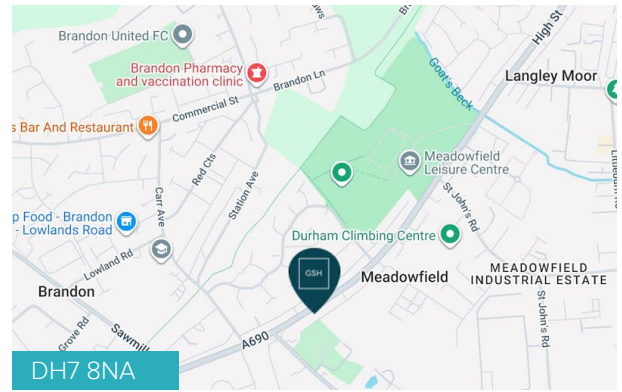 Brandon United FC
Brandon Pharmacy
and vaccination clinic
Brandon Ln
High St
Goat's Beck
Langley Moor
Commercial St
s Bar And Restaurant
Red Cts
Meadowfield
Leisure Centre
Carr Ave
Station Ave
St John's Rd
p Food - Brandon
- Lowlands Road
Durham Climbing Centre
Lowland Rd
GSH
Meadowfield
MEADOWFIELD
INDUSTRIAL ESTATE
Brandon
St John's Rd
Grove Rd
Sawmill
A690
DH7 8NA